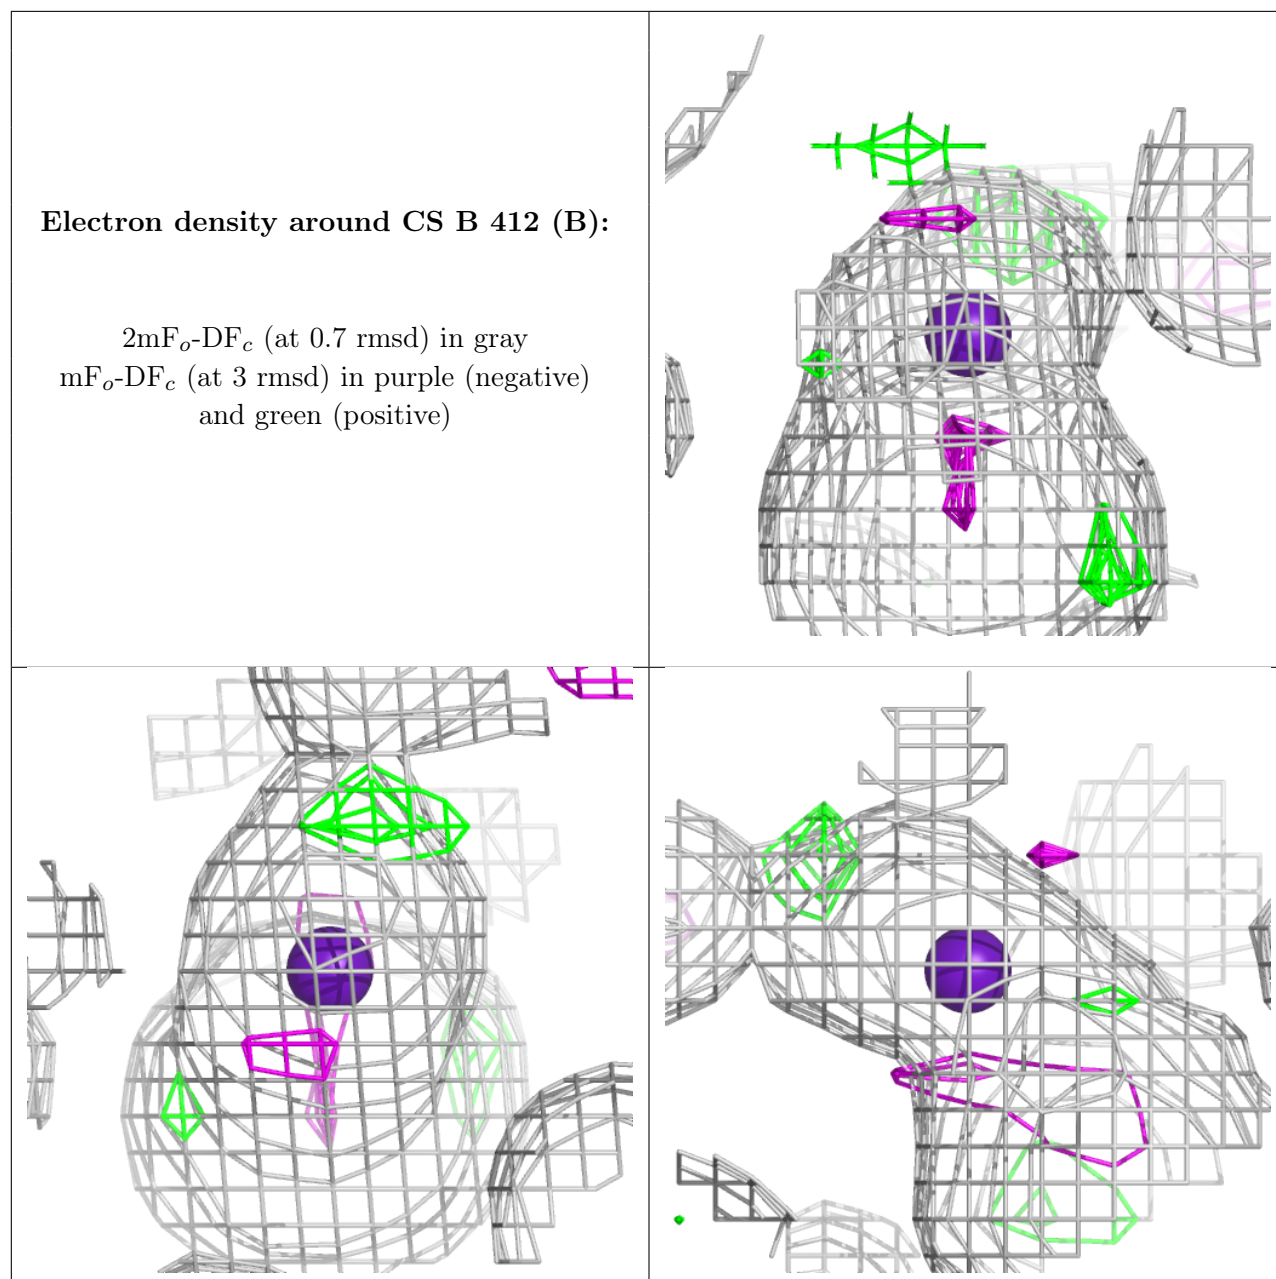 Electron density around CS B 412 (B):
2mFo-DFc (at 0.7 rmsd) in gray
mFo-DFc (at 3 rmsd) in purple (negative)
and green (positive)